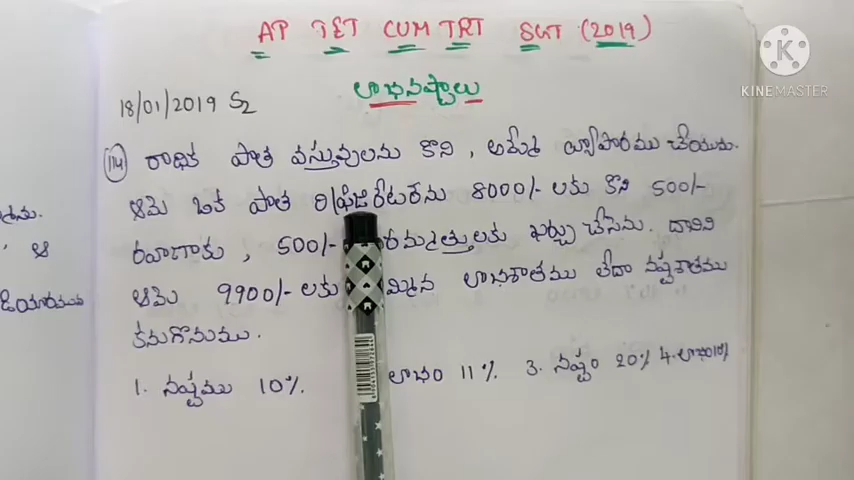 AP TET CUM TRT SGT (2019)
K
KINEMASTER
లాభనష్టాలు
18/01/2019 S2
114 రాధిక పాత వస్తువులను కొని, అమ్మే వ్యాపారము చేయును.
ఆమె ఒక పాత రిఫ్రిజిరేటరును 8000/- లకు కొని 500/-
రవాణాకు, 500/- మరమ్మత్తులకు ఖర్చు చేసెను. దానిని
ఆమె 9900/- లకు అమ్మిన లాభశాతము లేదా నష్టశాతము
కనుగొనుము.
1. నష్టము 10% లాభం 11% 3. నష్టం 20% 4. లాభం 10%
ఆ